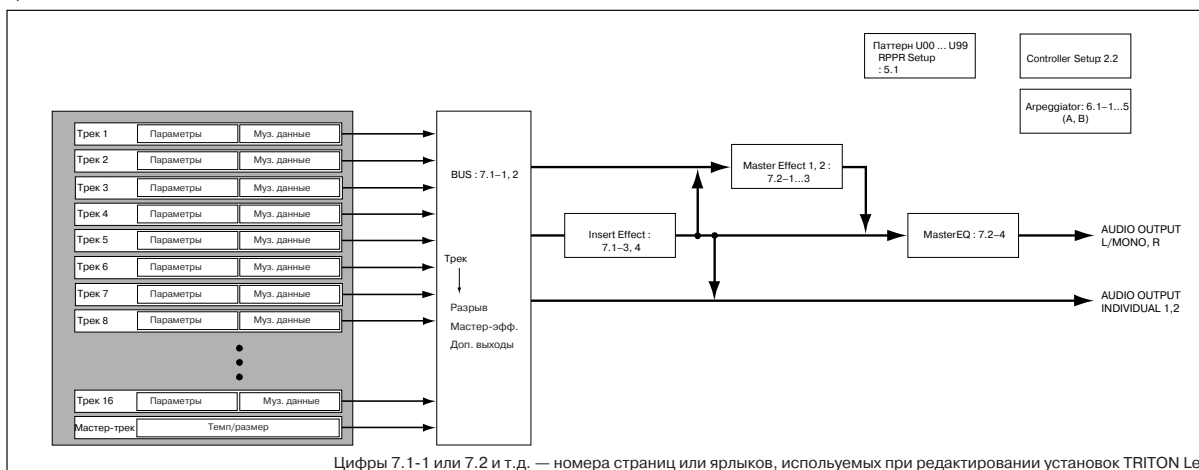 Паттерн U00 ... U99
RPPR Setup
: 5.1
Controller Setup: 2.2
Arpeggiator: 6.1–1...5
(A, B)
Трек 1 Параметры Муз. данные
Трек 2 Параметры Муз. данные
Трек 3 Параметры Муз. данные
Трек 4 Параметры Муз. данные
Трек 5 Параметры Муз. данные
Трек 6 Параметры Муз. данные
Трек 7 Параметры Муз. данные
Трек 8 Параметры Муз. данные
Трек 16 Параметры Муз. данные
Мастер-трек Темп/размер
BUS : 7.1–1, 2
Трек
Разрыв
Мастер-эфф.
Доп. выходы
Insert Effect :
7.1–3, 4
Master Effect 1, 2 :
7.2–1...3
MasterEQ : 7.2–4
AUDIO OUTPUT
L/MONO, R
AUDIO OUTPUT
INDIVIDUAL 1,2
Цифры 7.1-1 или 7.2 и т.д. — номера страниц или ярлыков, испольуемых при редактировании установок TRITON Le